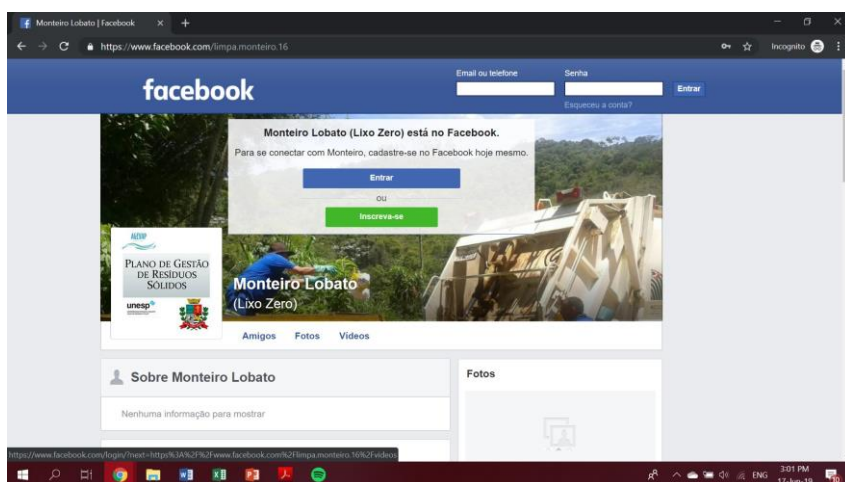 Monteiro Lobato | Facebook
https://www.facebook.com/limpa.monteiro.16
Incognito
facebook
Email ou telefone
Senha
Entrar
Esqueceu a conta?
Monteiro Lobato (Lixo Zero) está no Facebook.
Para se conectar com Monteiro, cadastre-se no Facebook hoje mesmo.
Entrar
ou
Inscreva-se
PLANO DE GESTÃO
DE RESÍDUOS
SÓLIDOS
unesp
Monteiro Lobato
(Lixo Zero)
Amigos Fotos Vídeos
Sobre Monteiro Lobato
Nenhuma informação para mostrar
Fotos
https://www.facebook.com/login/?next=https%3A%2F%2Fwww.facebook.com%2Flimpa.monteiro.16%2Fvideos
ENG
3:01 PM
17-Jun-19